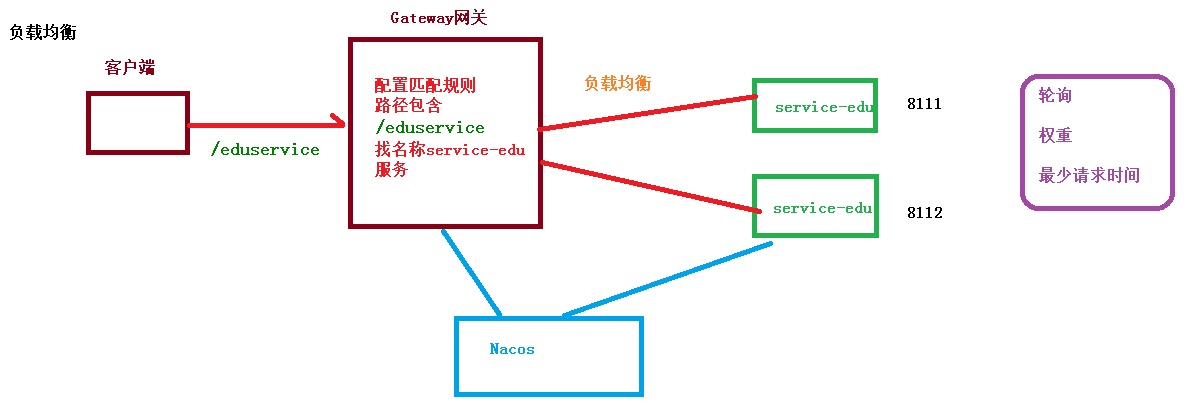 负载均衡
客户端
/eduservice
Gateway网关
配置匹配规则
路径包含
/eduservice
找名称service-edu
服务
负载均衡
service-edu
8111
service-edu
8112
轮询
权重
最少请求时间
Nacos